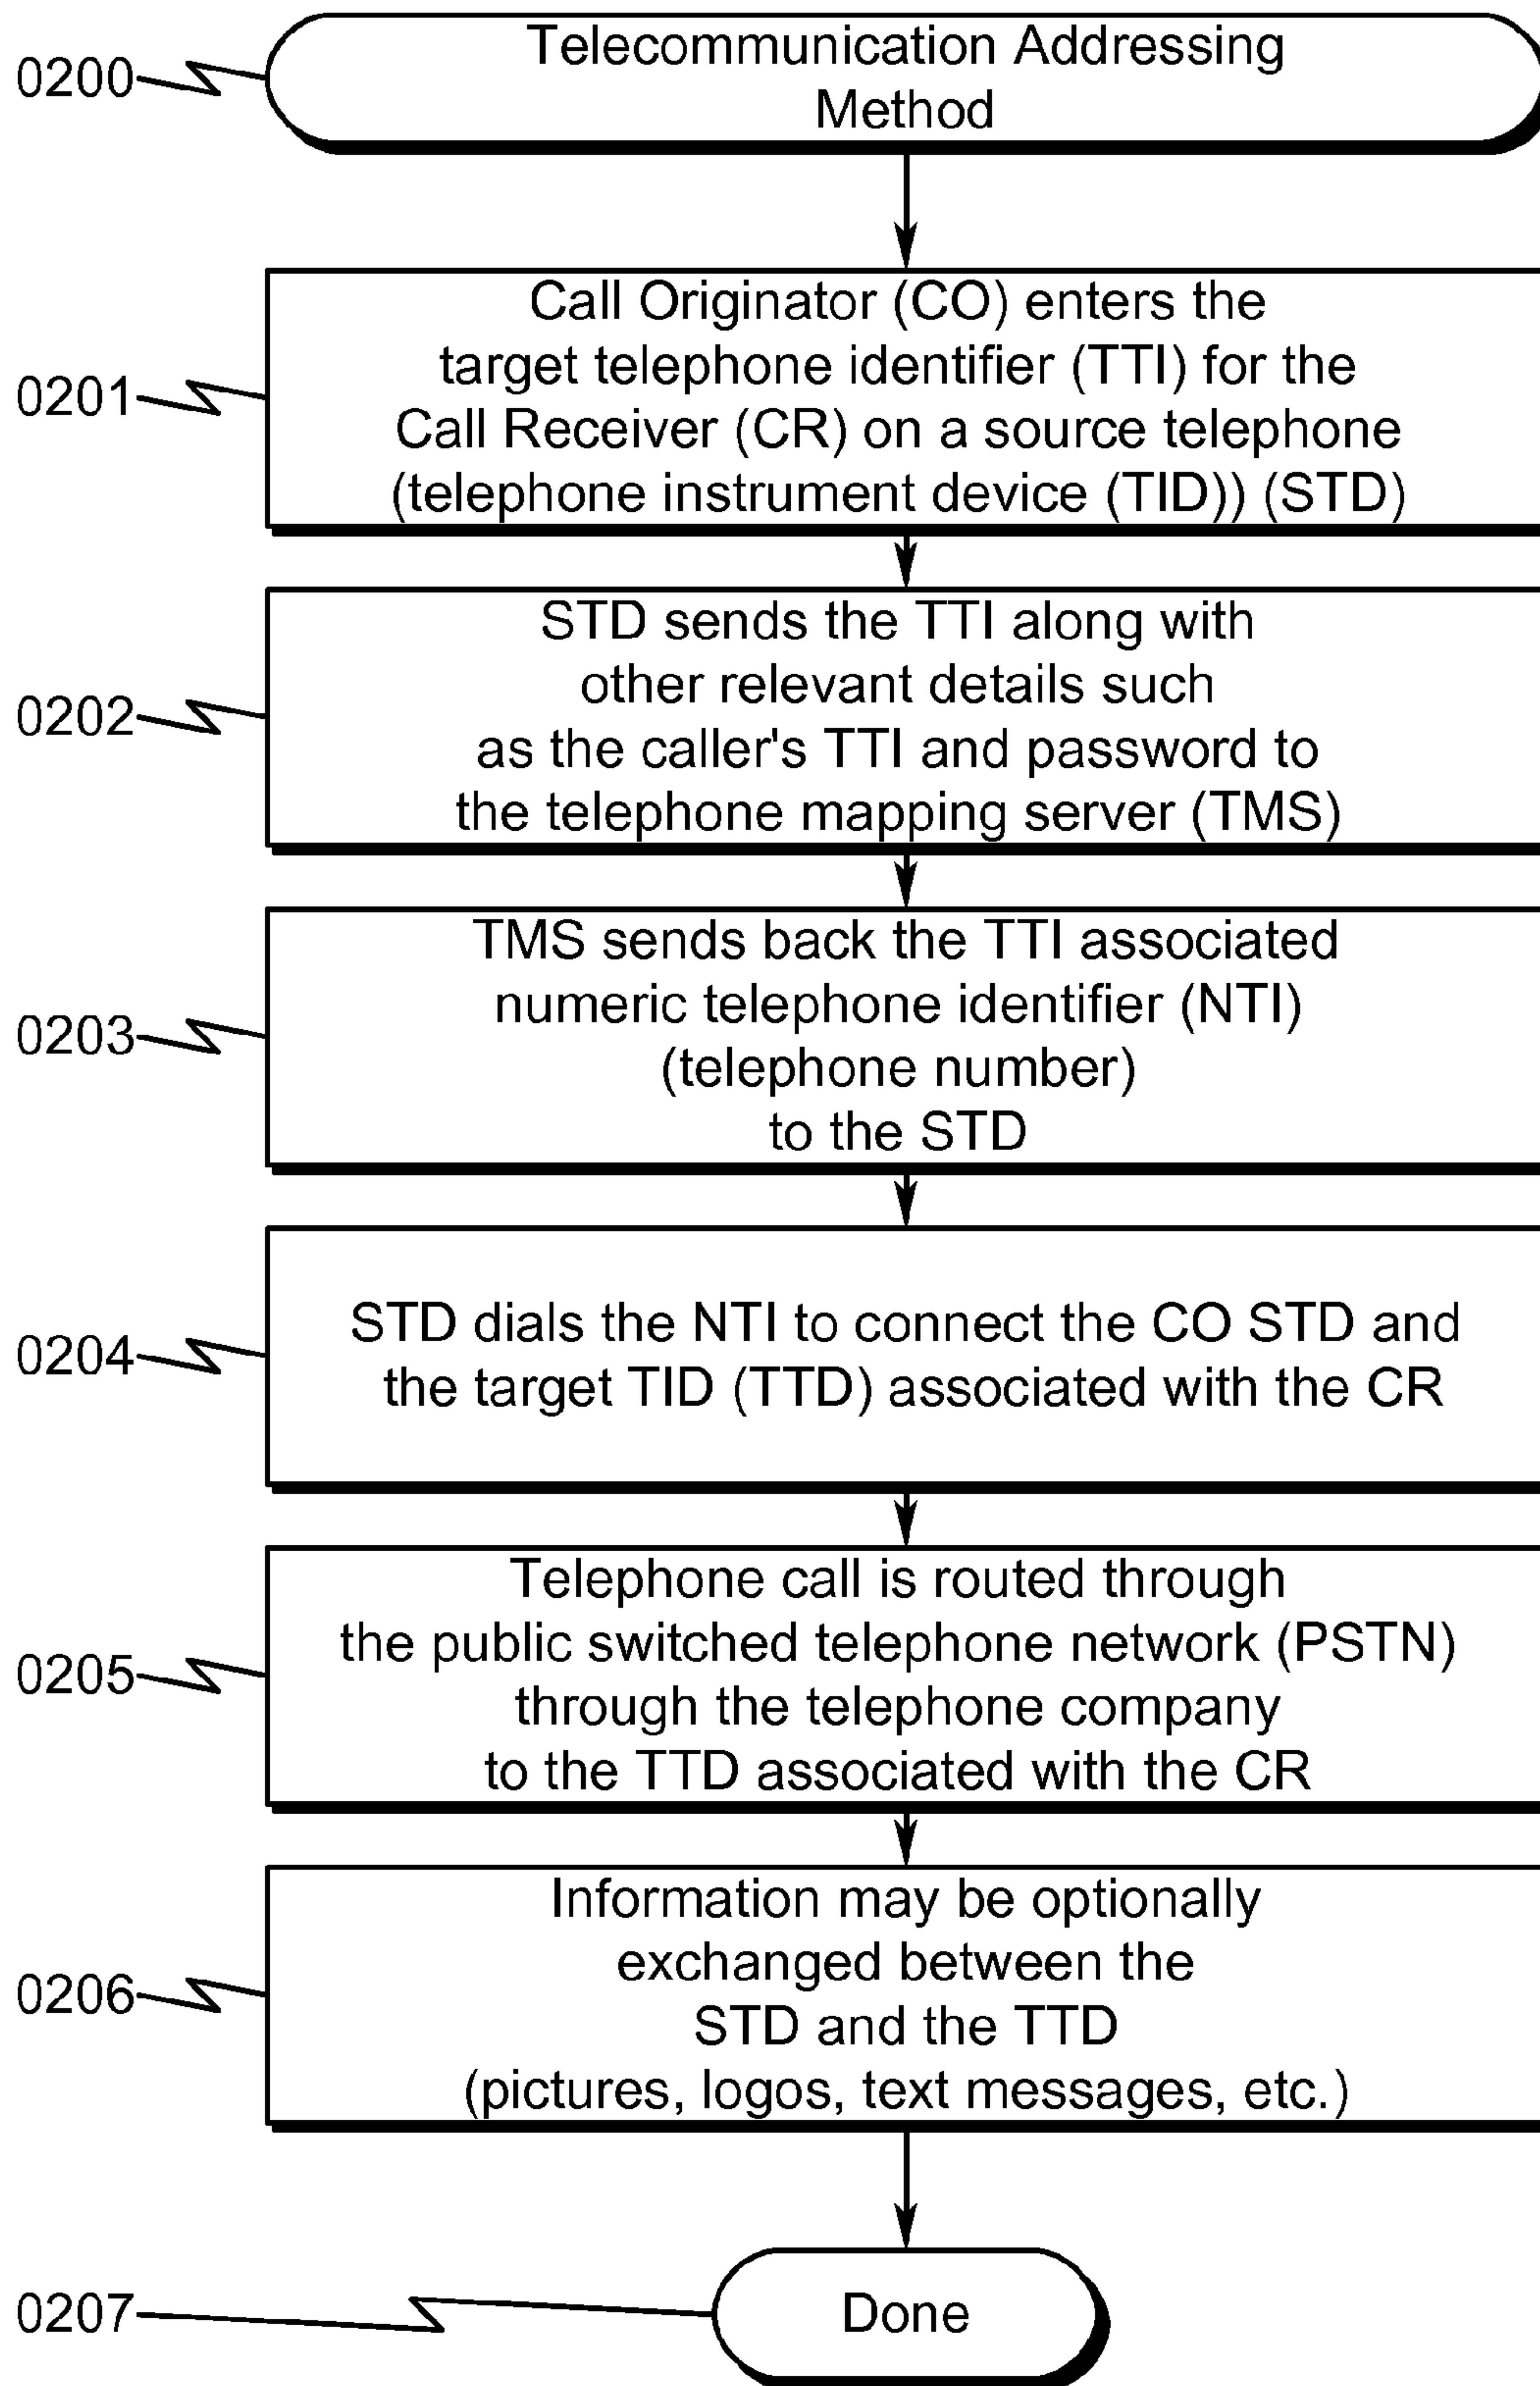 0200
Telecommunication Addressing
Method
0201
Call Originator (CO) enters the
target telephone identifier (TTI) for the
Call Receiver (CR) on a source telephone
(telephone instrument device (TID)) (STD)
0202
STD sends the TTI along with
other relevant details such
as the caller's TTI and password to
the telephone mapping server (TMS)
0203
TMS sends back the TTI associated
numeric telephone identifier (NTI)
(telephone number)
to the STD
0204
STD dials the NTI to connect the CO STD and
the target TID (TTD) associated with the CR
0205
Telephone call is routed through
the public switched telephone network (PSTN)
through the telephone company
to the TTD associated with the CR
0206
Information may be optionally
exchanged between the
STD and the TTD
(pictures, logos, text messages, etc.)
0207
Done